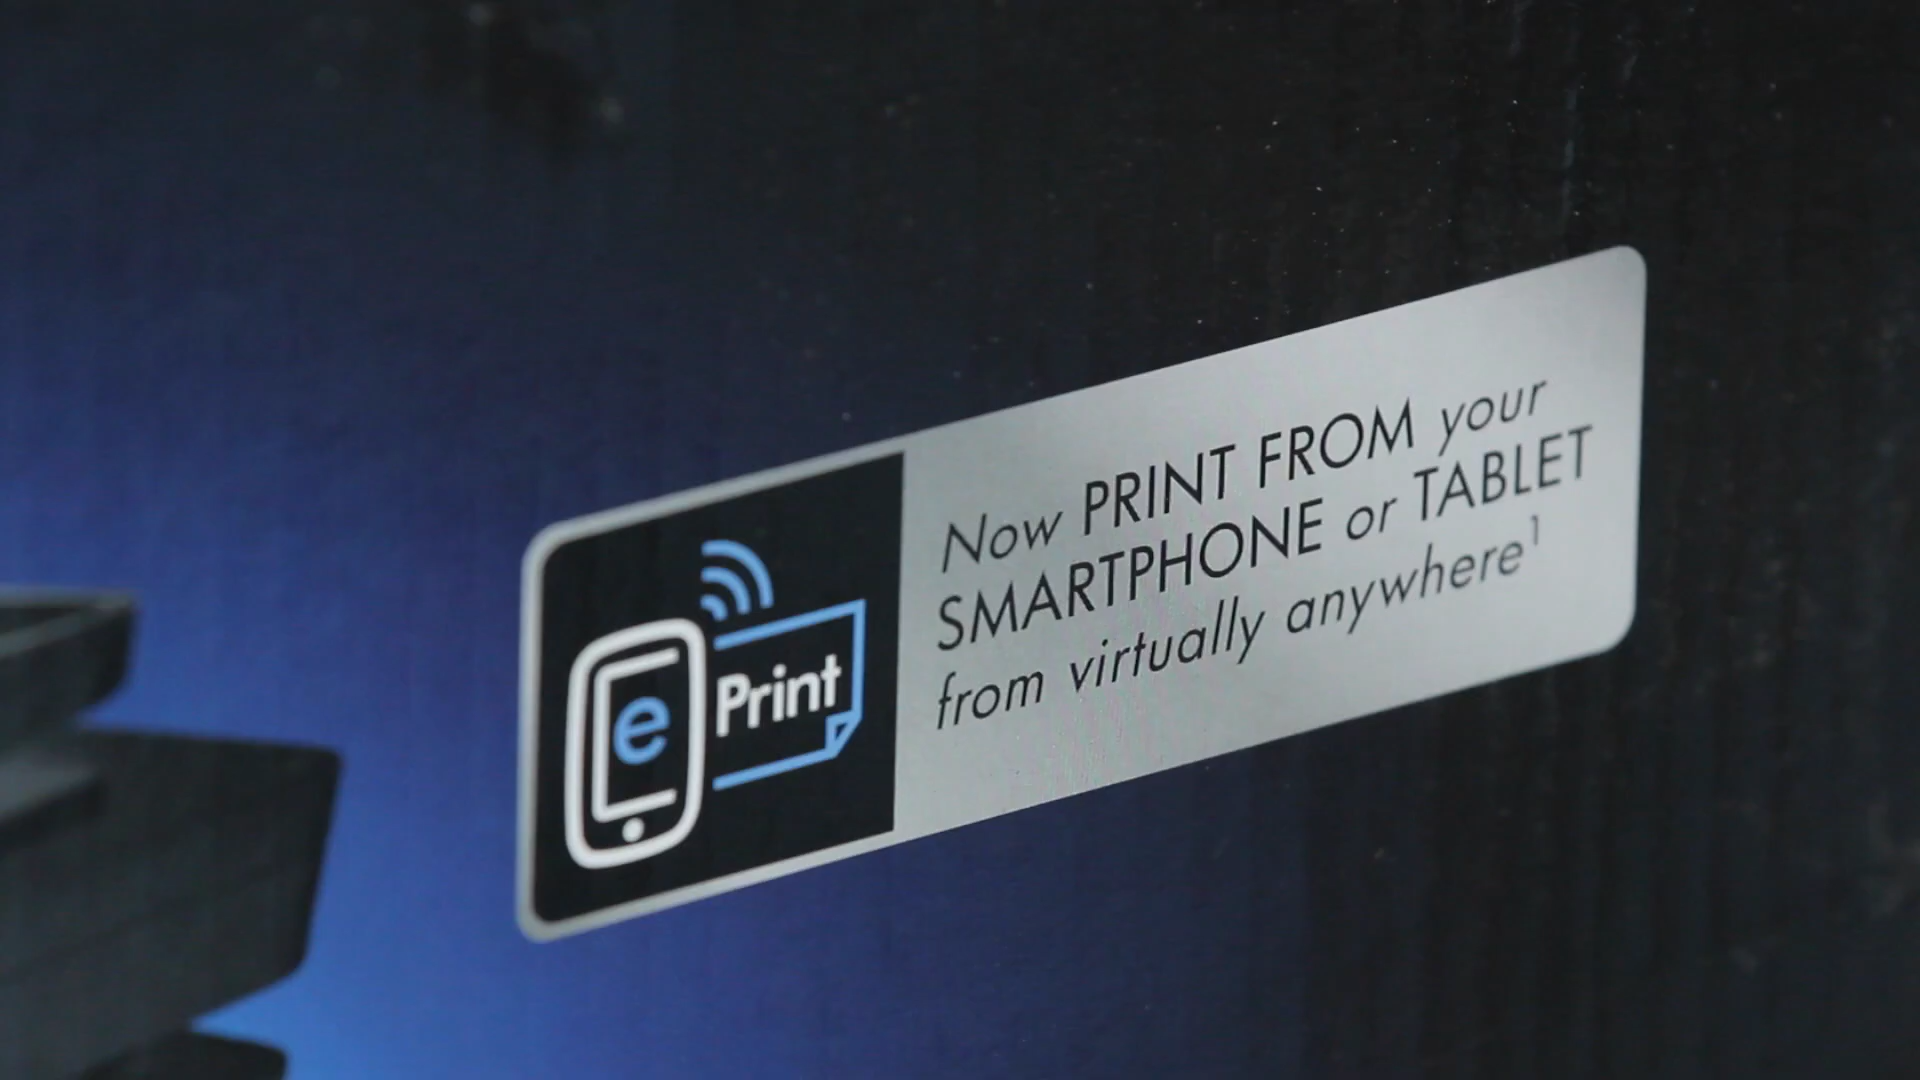 ePrint
Now PRINT FROM your
SMARTPHONE or TABLET
from virtually anywhere¹